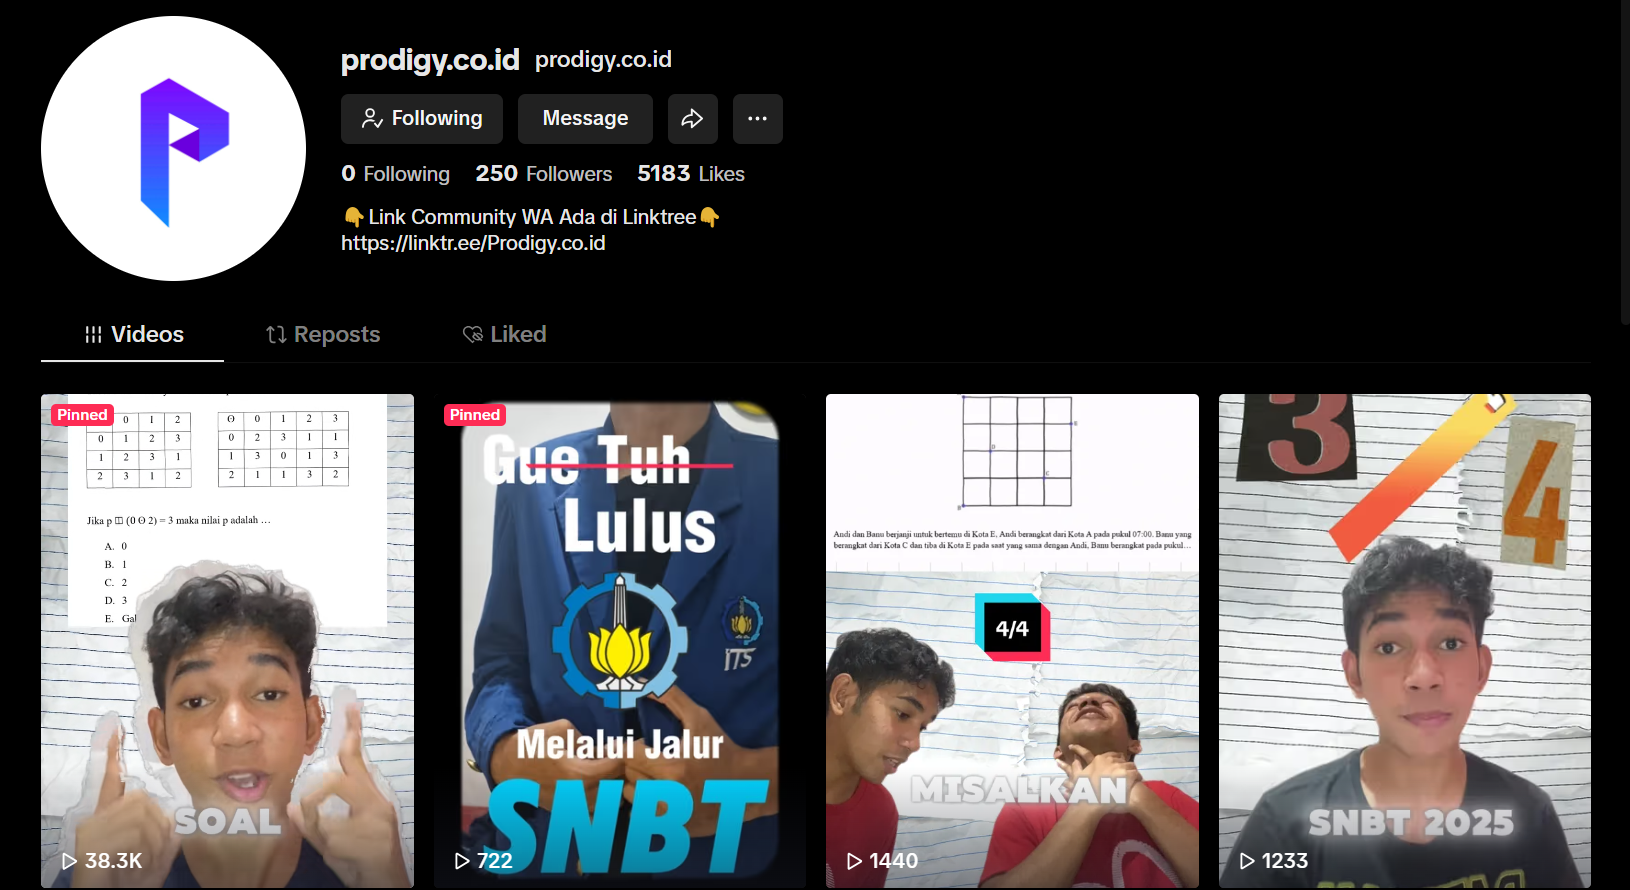 prodigy.co.id prodigy.co.id
Following Message
0 Following 250 Followers 5183 Likes
👇Link Community WA Ada di Linktree👇
https://linktr.ee/Prodigy.co.id
Videos Reposts Liked
Pinned
0 1 2
0 1 2 3
1 2 3 1
2 3 1 2
Θ 0 1 2 3
0 2 3 1 1
1 3 0 1 3
2 1 1 3 2
Jika p ◫ (0 Θ 2) = 3 maka nilai p adalah …
A. 0
B. 1
C. 2
D. 3
E. Gal
SOAL
38.3K
Pinned
Gue Tuh
Lulus
ITS
Melalui Jalur
SNBT
722
Andi dan Banu berjanji untuk bertemu di Kota E, Andi berangkat dari Kota A pada pukul 07:00. Banu yang
berangkat dari Kota C dan tiba di Kota E pada saat yang sama dengan Andi, Banu berangkat pada pukul…
4/4
MISALKAN
1440
3
4
SNBT 2025
1233